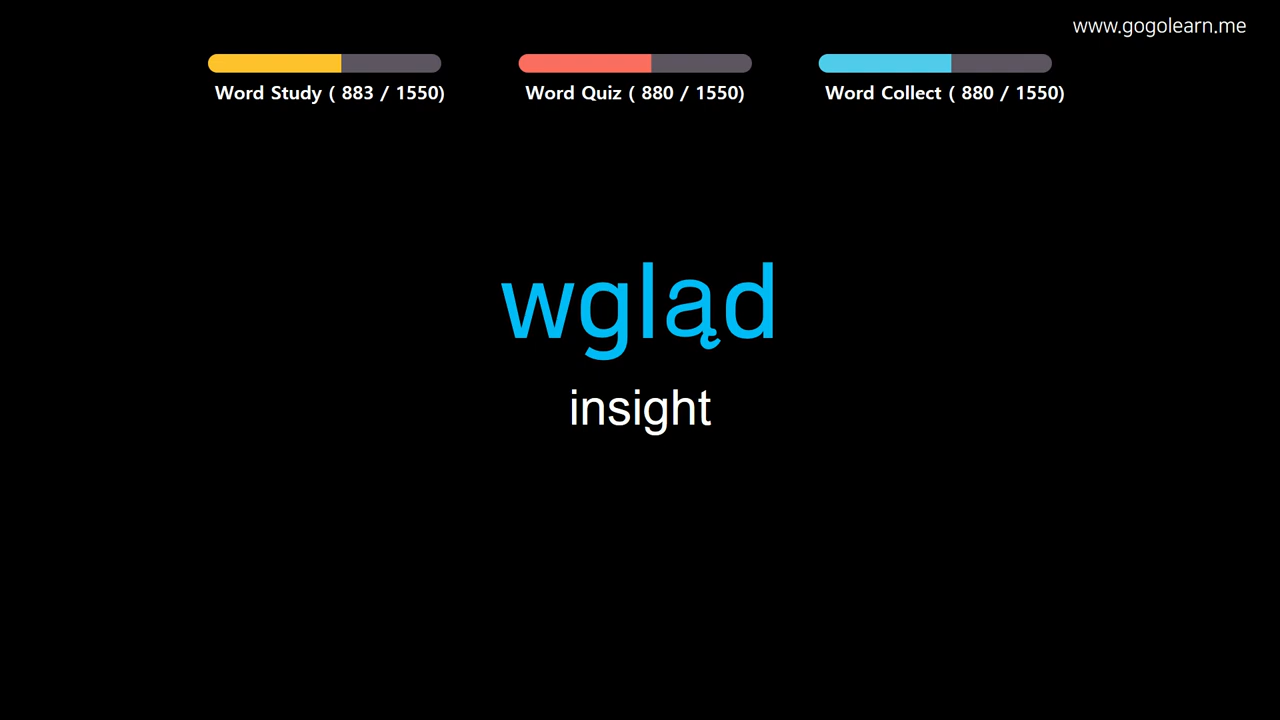 www.gogolearn.me
Word Study ( 883 / 1550)
Word Quiz ( 880 / 1550)
Word Collect ( 880 / 1550)
wgląd
insight